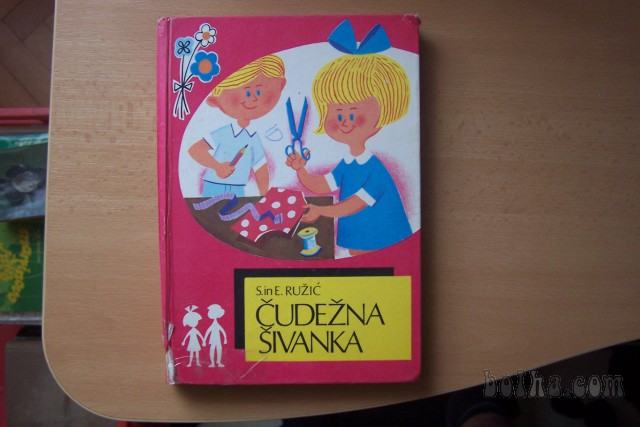 S. in E. RUŽIĆ
ČUDEŽNA
ŠIVANKA
bolha.com